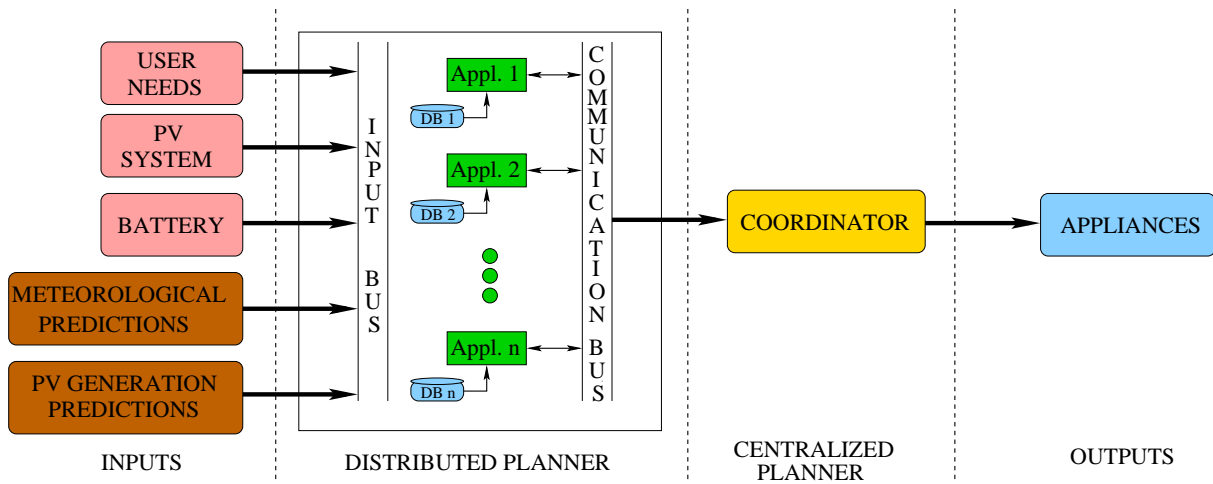 USER
NEEDS
PV
SYSTEM
BATTERY
METEOROLOGICAL
PREDICTIONS
PV GENERATION
PREDICTIONS
INPUTS
INPUT BUS
Appl. 1
DB 1
Appl. 2
DB 2
Appl. n
DB n
COMMUNICATION BUS
DISTRIBUTED PLANNER
COORDINATOR
CENTRALIZED
PLANNER
APPLIANCES
OUTPUTS